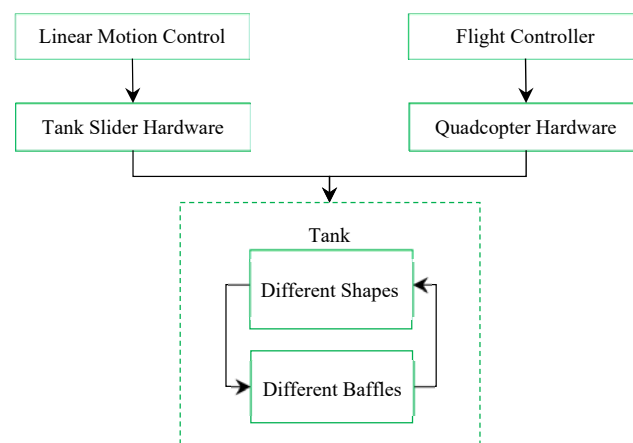 Linear Motion Control
Flight Controller
Tank Slider Hardware
Quadcopter Hardware
Tank
Different Shapes
Different Baffles